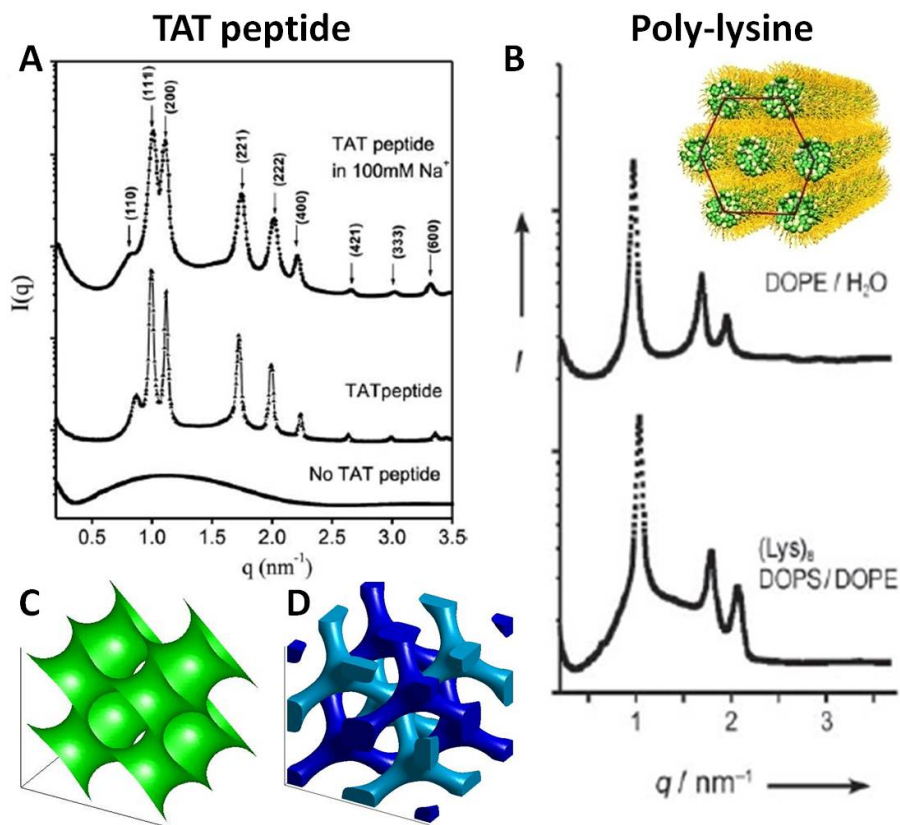 TAT peptide
Poly-lysine
A
(110)
(111)
(200)
(221)
(222)
(400)
(421)
(333)
(600)
TAT peptide
in 100mM Na⁺
TATpeptide
No TAT peptide
I(q)
0.5 1.0 1.5 2.0 2.5 3.0 3.5
q (nm⁻¹)
B
DOPE / H₂O
I
(Lys)₈
DOPS / DOPE
1 2 3
q / nm⁻¹
C
D